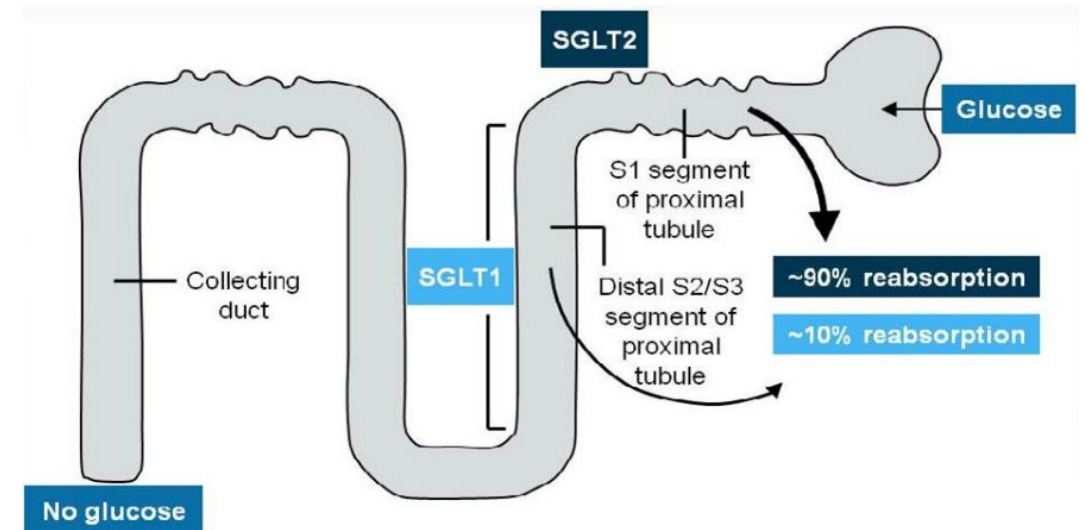 SGLT2
Glucose
S1 segment
of proximal
tubule
SGLT1
Collecting
duct
Distal S2/S3
segment of
proximal
tubule
~90% reabsorption
~10% reabsorption
No glucose